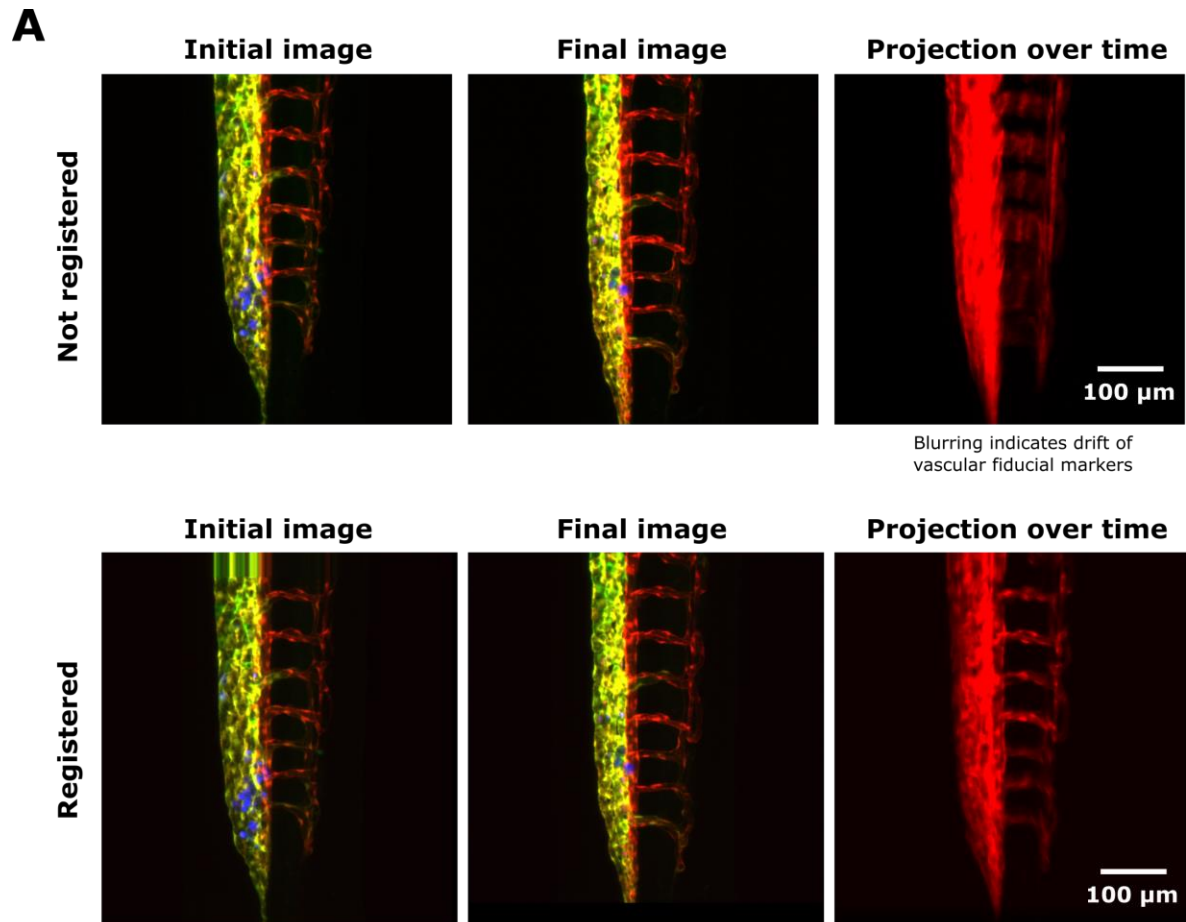 A
Initial image
Final image
Projection over time
Not registered
100 µm
Blurring indicates drift of
vascular fiducial markers
Initial image
Final image
Projection over time
Registered
100 µm